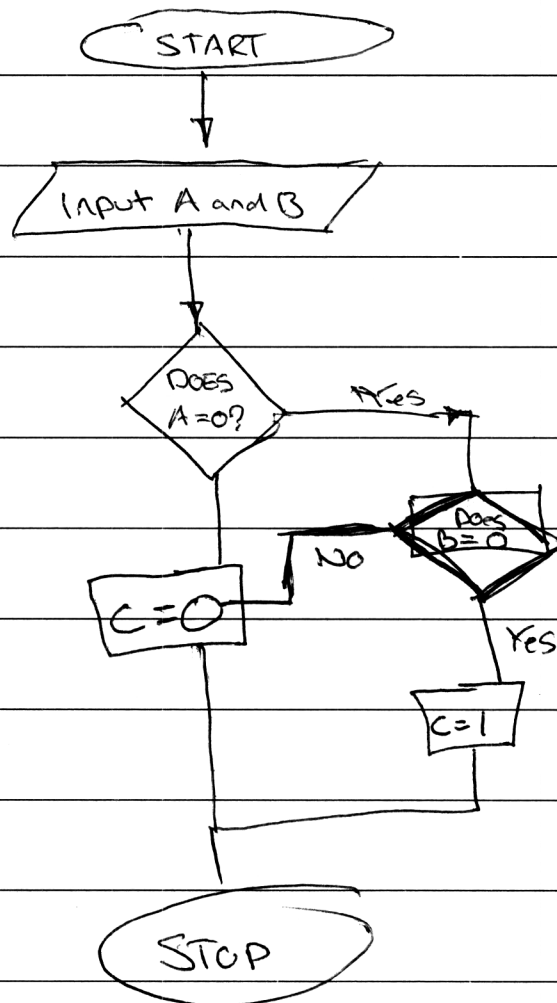 START
Input A and B
DOES
A=0?
Yes
Does
B=0
No
C=0
Yes
C=1
STOP